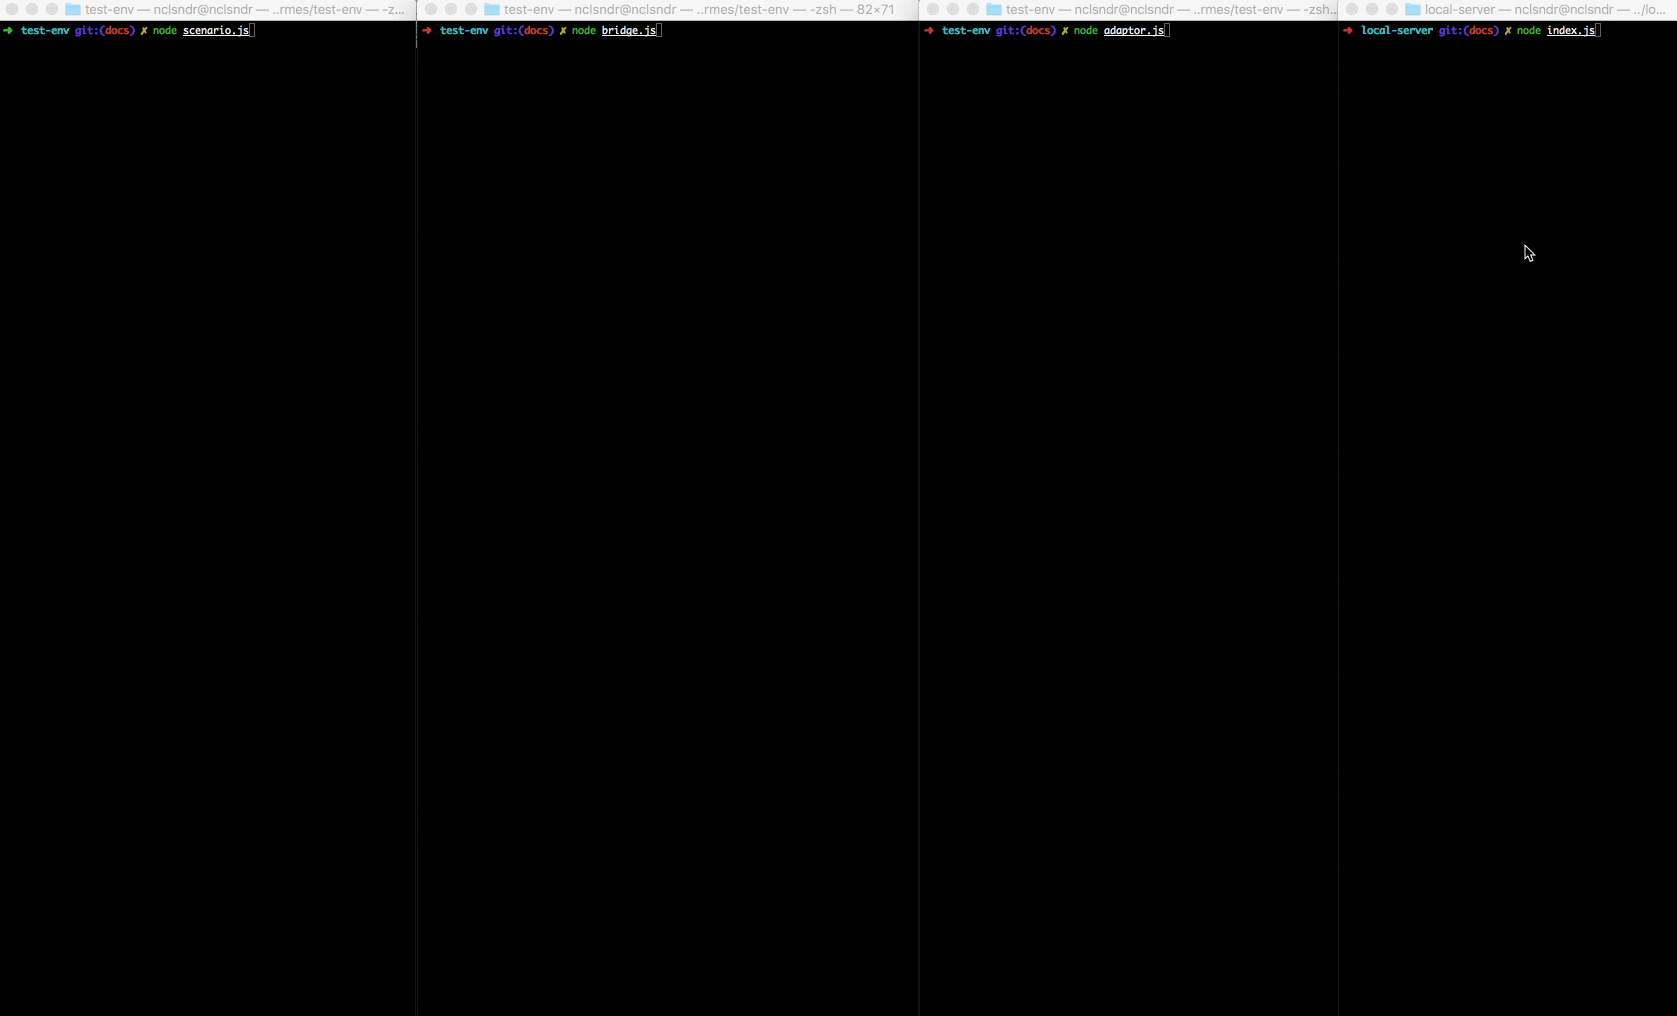 test-env — nclsndr@nclsndr — ..rmes/test-env — -z...
➜ test-env git:(docs) ✗ node scenario.js
test-env — nclsndr@nclsndr — ..rmes/test-env — -zsh — 82×71
➜ test-env git:(docs) ✗ node bridge.js
test-env — nclsndr@nclsndr — ..rmes/test-env — -zsh...
➜ test-env git:(docs) ✗ node adaptor.js
local-server — nclsndr@nclsndr — ../lo...
➜ local-server git:(docs) ✗ node index.js